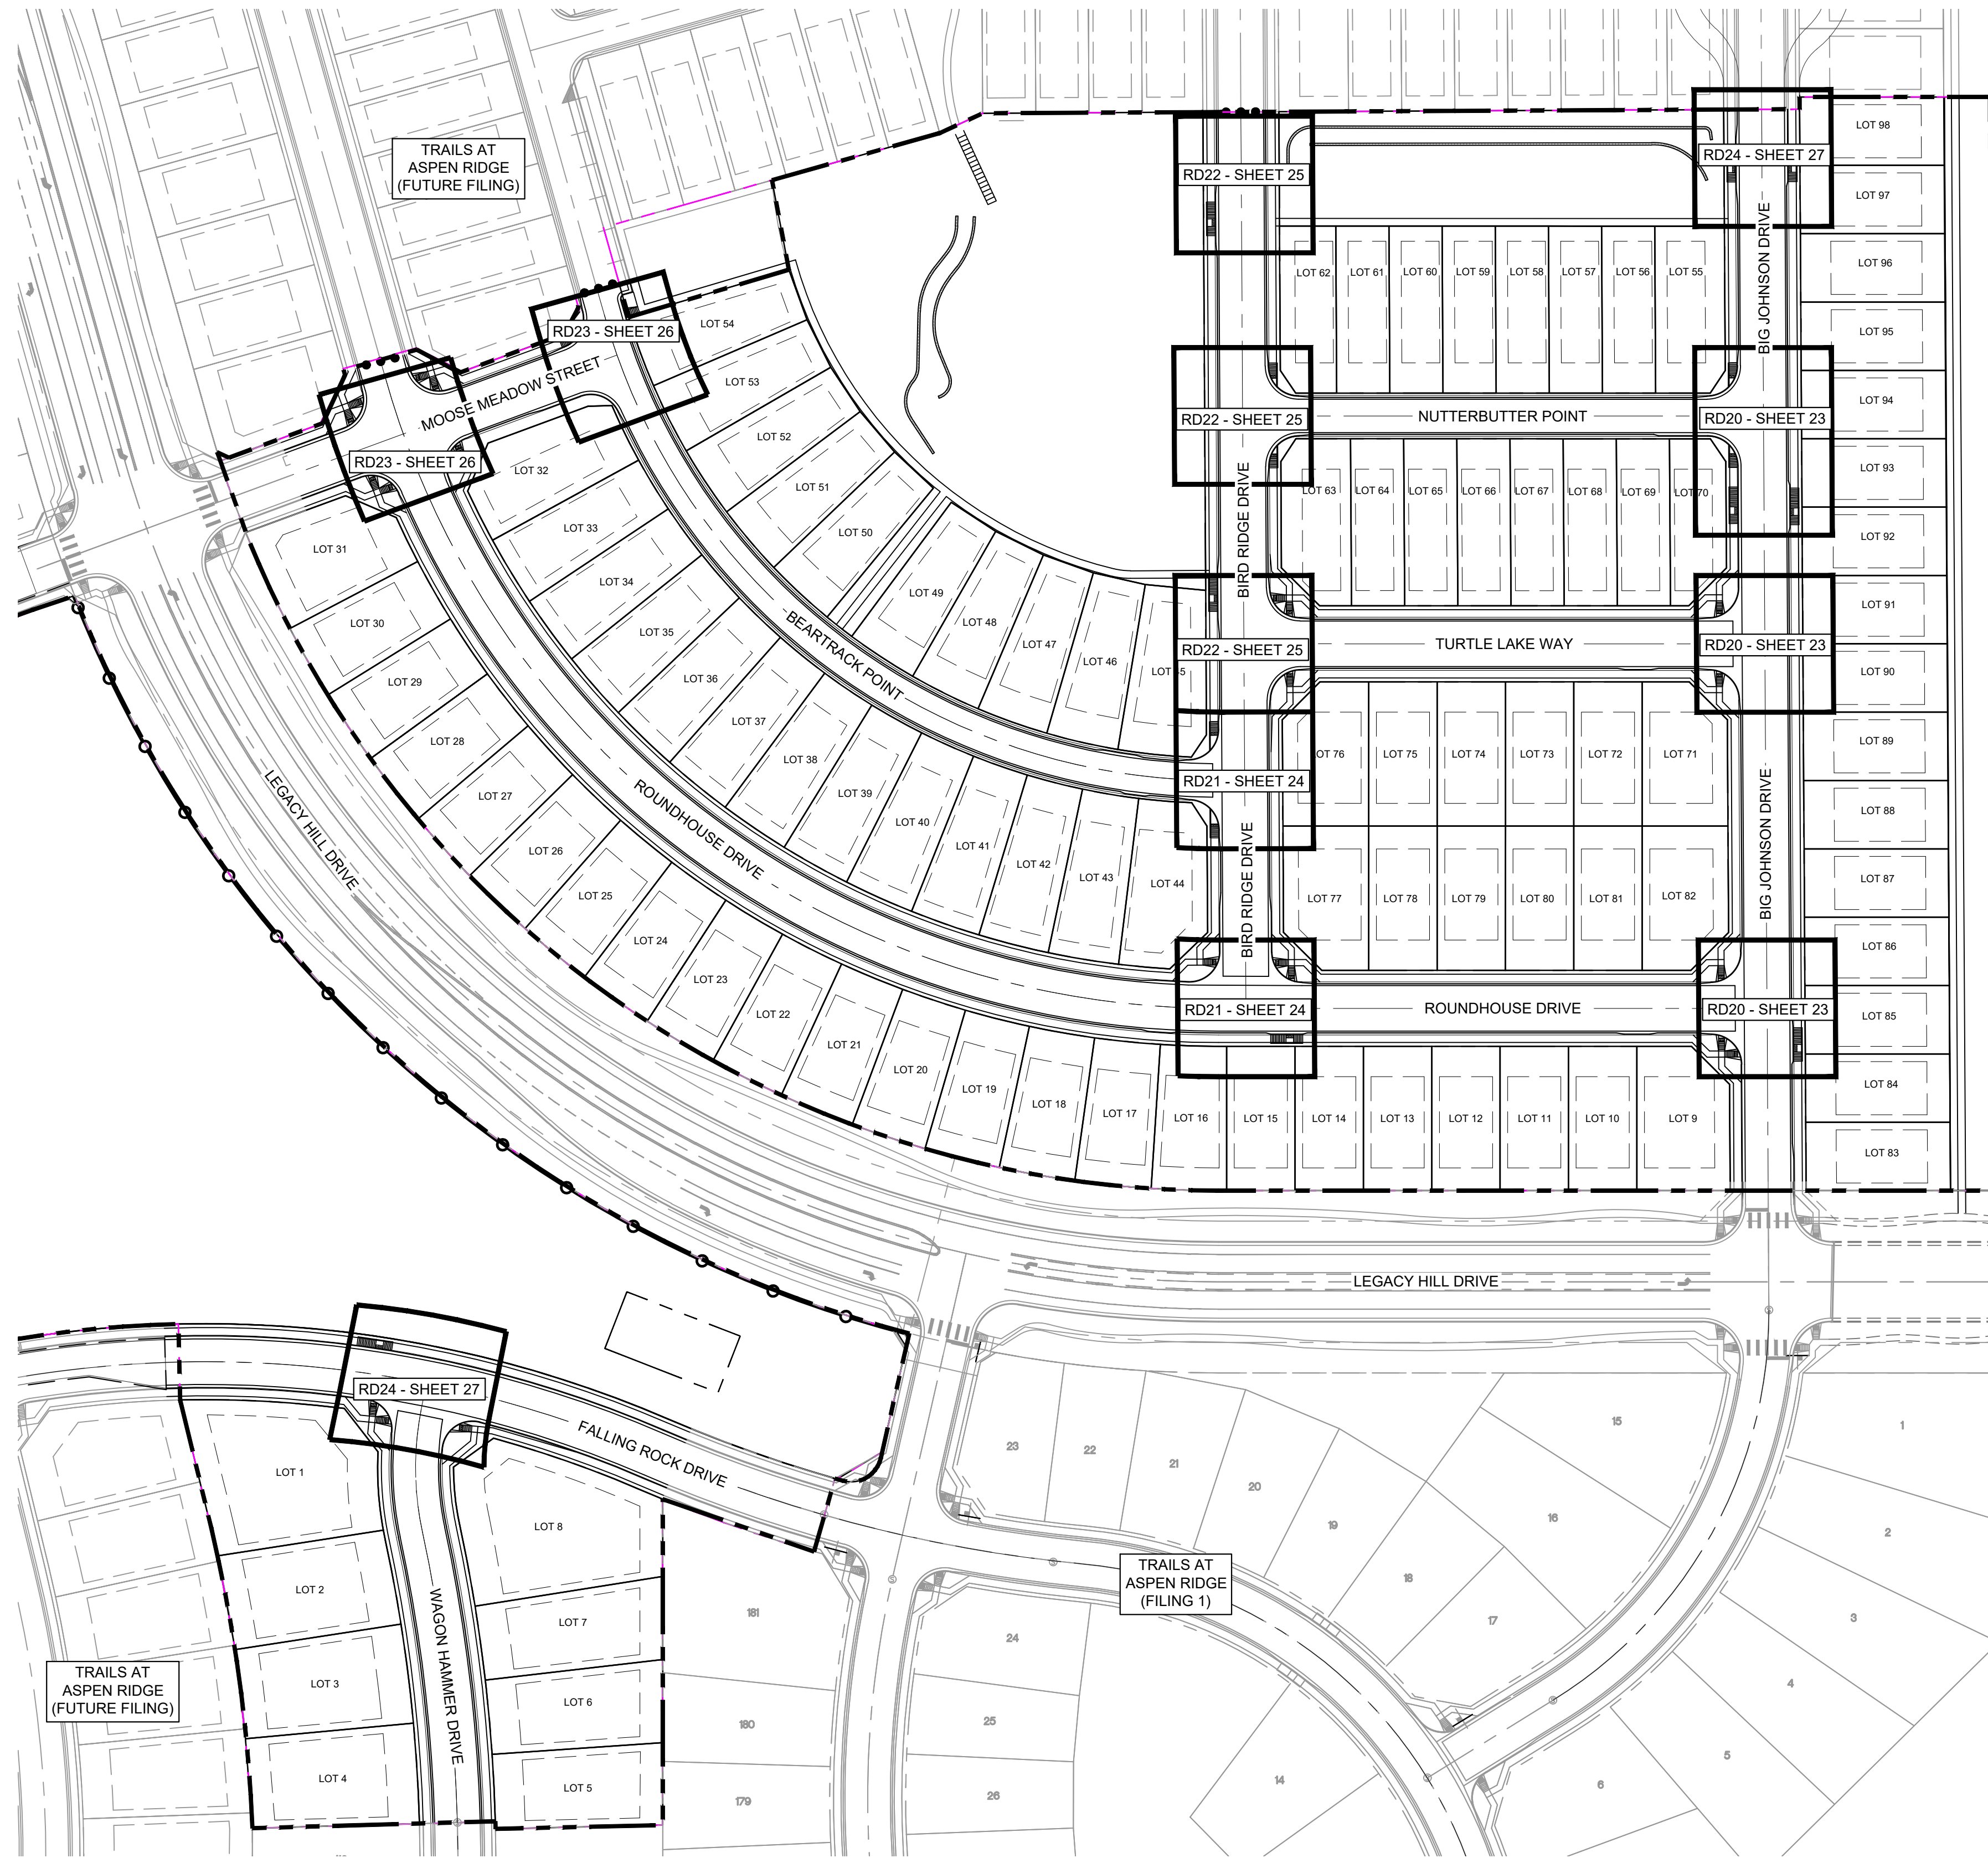 TRAILS AT
ASPEN RIDGE
(FUTURE FILING)
RD22 - SHEET 25
RD24 - SHEET 27
LOT 98
LOT 97
LOT 96
LOT 95
LOT 94
LOT 93
LOT 92
LOT 91
LOT 90
LOT 89
LOT 88
LOT 87
LOT 86
LOT 85
LOT 84
LOT 83
BIG JOHNSON DRIVE
LOT 62
LOT 61
LOT 60
LOT 59
LOT 58
LOT 57
LOT 56
LOT 55
RD23 - SHEET 26
LOT 54
MOOSE MEADOW STREET
RD23 - SHEET 26
LOT 53
LOT 52
LOT 51
LOT 50
LOT 49
LOT 48
LOT 47
LOT 46
RD22 - SHEET 25
NUTTERBUTTER POINT
RD20 - SHEET 23
BIRD RIDGE DRIVE
LOT 63
LOT 64
LOT 65
LOT 66
LOT 67
LOT 68
LOT 69
LOT 70
RD22 - SHEET 25
TURTLE LAKE WAY
RD20 - SHEET 23
LOT 32
LOT 33
LOT 34
LOT 35
LOT 36
LOT 37
LOT 38
LOT 39
LOT 40
LOT 41
LOT 42
LOT 43
LOT 44
BEARTRACK POINT
RD21 - SHEET 24
LOT 75
LOT 74
LOT 73
LOT 72
LOT 71
BIG JOHNSON DRIVE
BIRD RIDGE DRIVE
LOT 77
LOT 78
LOT 79
LOT 80
LOT 81
LOT 82
ROUNDHOUSE DRIVE
RD21 - SHEET 24
ROUNDHOUSE DRIVE
RD20 - SHEET 23
LOT 31
LOT 30
LOT 29
LOT 28
LOT 27
LOT 26
LOT 25
LOT 24
LOT 23
LOT 22
LOT 21
LOT 20
LOT 19
LOT 18
LOT 17
LOT 16
LOT 15
LOT 14
LOT 13
LOT 12
LOT 11
LOT 10
LOT 9
LEGACY HILL DRIVE
LEGACY HILL DRIVE
RD24 - SHEET 27
FALLING ROCK DRIVE
LOT 1
LOT 2
LOT 3
LOT 4
WAGON HAMMER DRIVE
LOT 8
LOT 7
LOT 6
LOT 5
TRAILS AT
ASPEN RIDGE
(FUTURE FILING)
TRAILS AT
ASPEN RIDGE
(FILING 1)
23
22
21
20
19
18
17
16
15
1
2
3
4
5
6
14
24
25
26
181
180
179